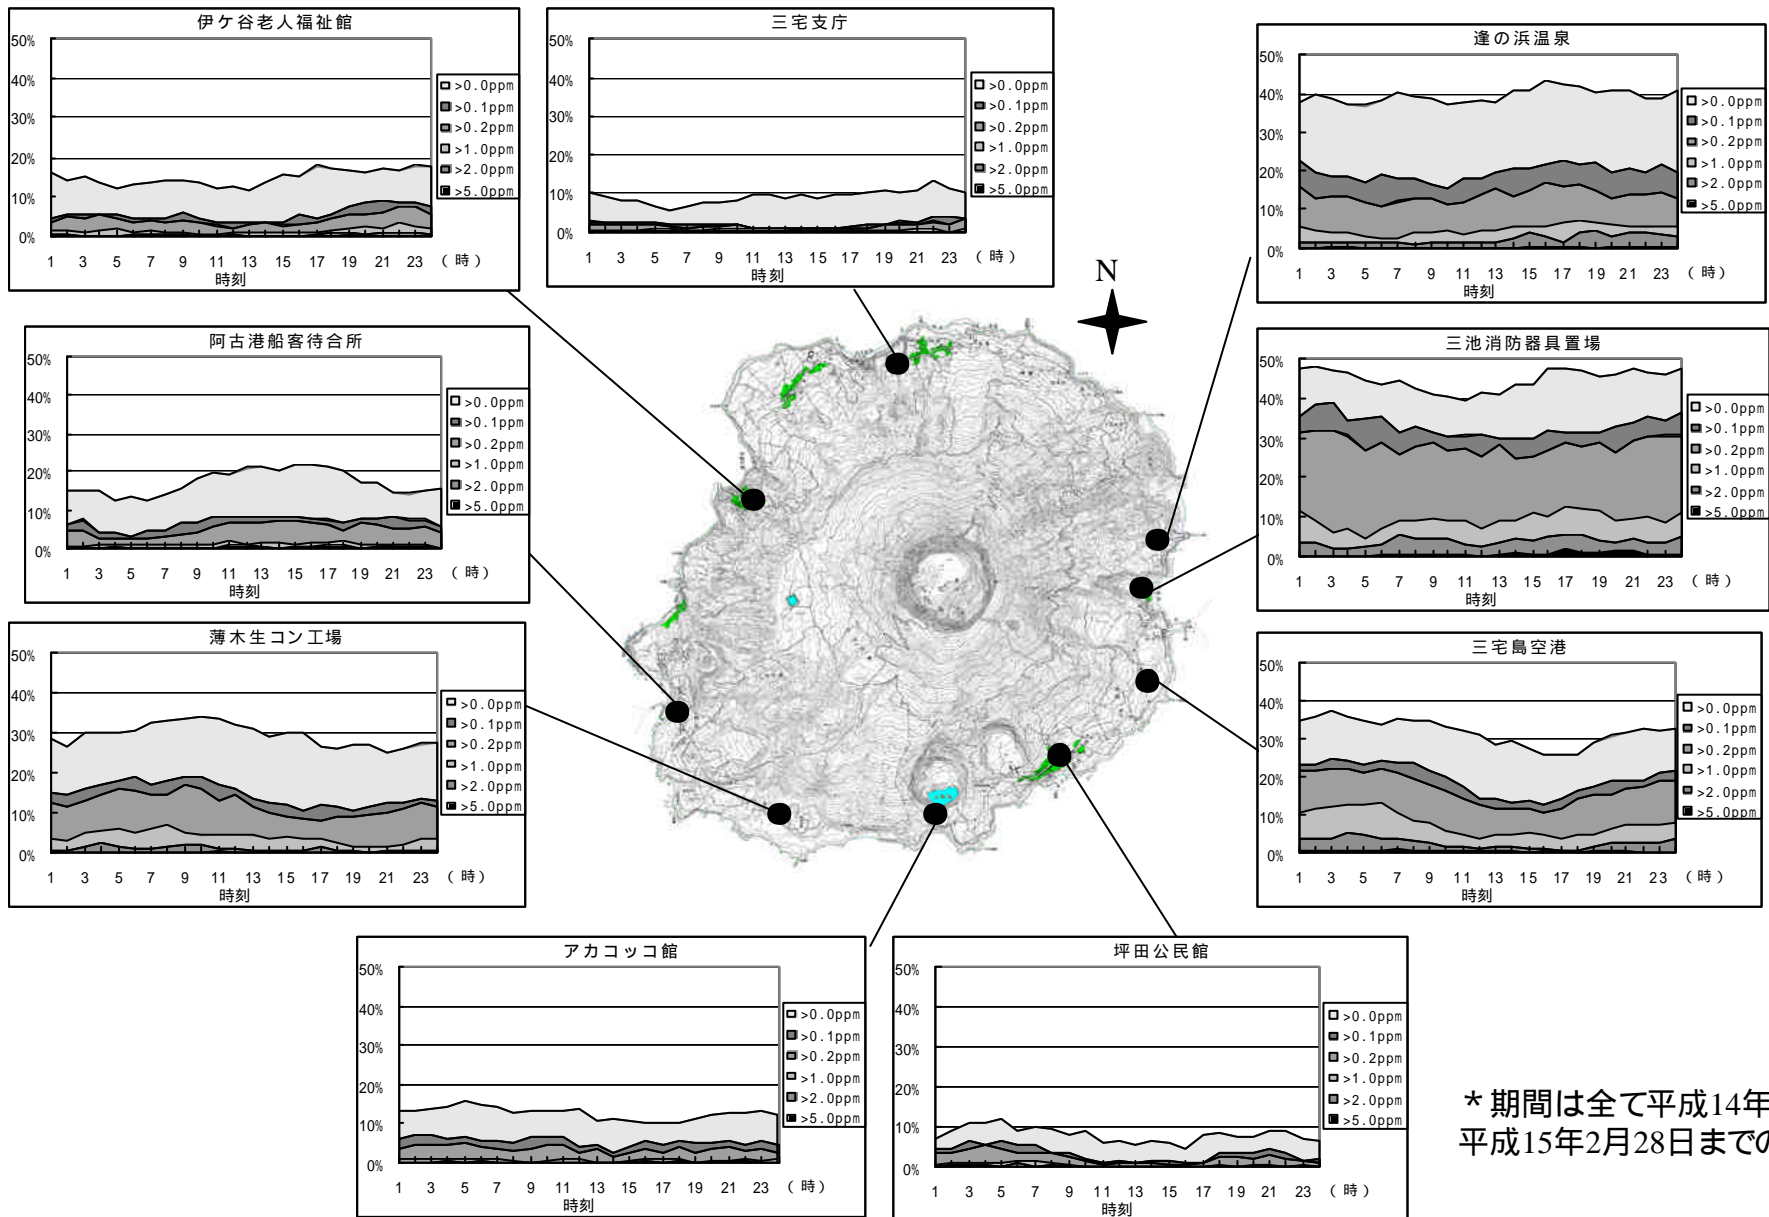 伊ケ谷老人福祉館
50%
40%
30%
20%
10%
0%
1 3 5 7 9 11 13 15 17 19 21 23 (時)
時刻
>0.0ppm
>0.1ppm
>0.2ppm
>1.0ppm
>2.0ppm
>5.0ppm
三宅支庁
50%
40%
30%
20%
10%
0%
1 3 5 7 9 11 13 15 17 19 21 23 (時)
時刻
>0.0ppm
>0.1ppm
>0.2ppm
>1.0ppm
>2.0ppm
>5.0ppm
逢の浜温泉
50%
40%
30%
20%
10%
0%
1 3 5 7 9 11 13 15 17 19 21 23 (時)
時刻
>0.0ppm
>0.1ppm
>0.2ppm
>1.0ppm
>2.0ppm
>5.0ppm
N
阿古港船客待合所
50%
40%
30%
20%
10%
0%
1 3 5 7 9 11 13 15 17 19 21 23 (時)
時刻
>0.0ppm
>0.1ppm
>0.2ppm
>1.0ppm
>2.0ppm
>5.0ppm
三池消防器具置場
50%
40%
30%
20%
10%
0%
1 3 5 7 9 11 13 15 17 19 21 23 (時)
時刻
>0.0ppm
>0.1ppm
>0.2ppm
>1.0ppm
>2.0ppm
>5.0ppm
薄木生コン工場
50%
40%
30%
20%
10%
0%
1 3 5 7 9 11 13 15 17 19 21 23 (時)
時刻
>0.0ppm
>0.1ppm
>0.2ppm
>1.0ppm
>2.0ppm
>5.0ppm
三宅島空港
50%
40%
30%
20%
10%
0%
1 3 5 7 9 11 13 15 17 19 21 23 (時)
時刻
>0.0ppm
>0.1ppm
>0.2ppm
>1.0ppm
>2.0ppm
>5.0ppm
アカコッコ館
50%
40%
30%
20%
10%
0%
1 3 5 7 9 11 13 15 17 19 21 23 (時)
時刻
>0.0ppm
>0.1ppm
>0.2ppm
>1.0ppm
>2.0ppm
>5.0ppm
坪田公民館
50%
40%
30%
20%
10%
0%
1 3 5 7 9 11 13 15 17 19 21 23 (時)
時刻
>0.0ppm
>0.1ppm
>0.2ppm
>1.0ppm
>2.0ppm
>5.0ppm
*期間は全て平成14年
平成15年2月28日までの